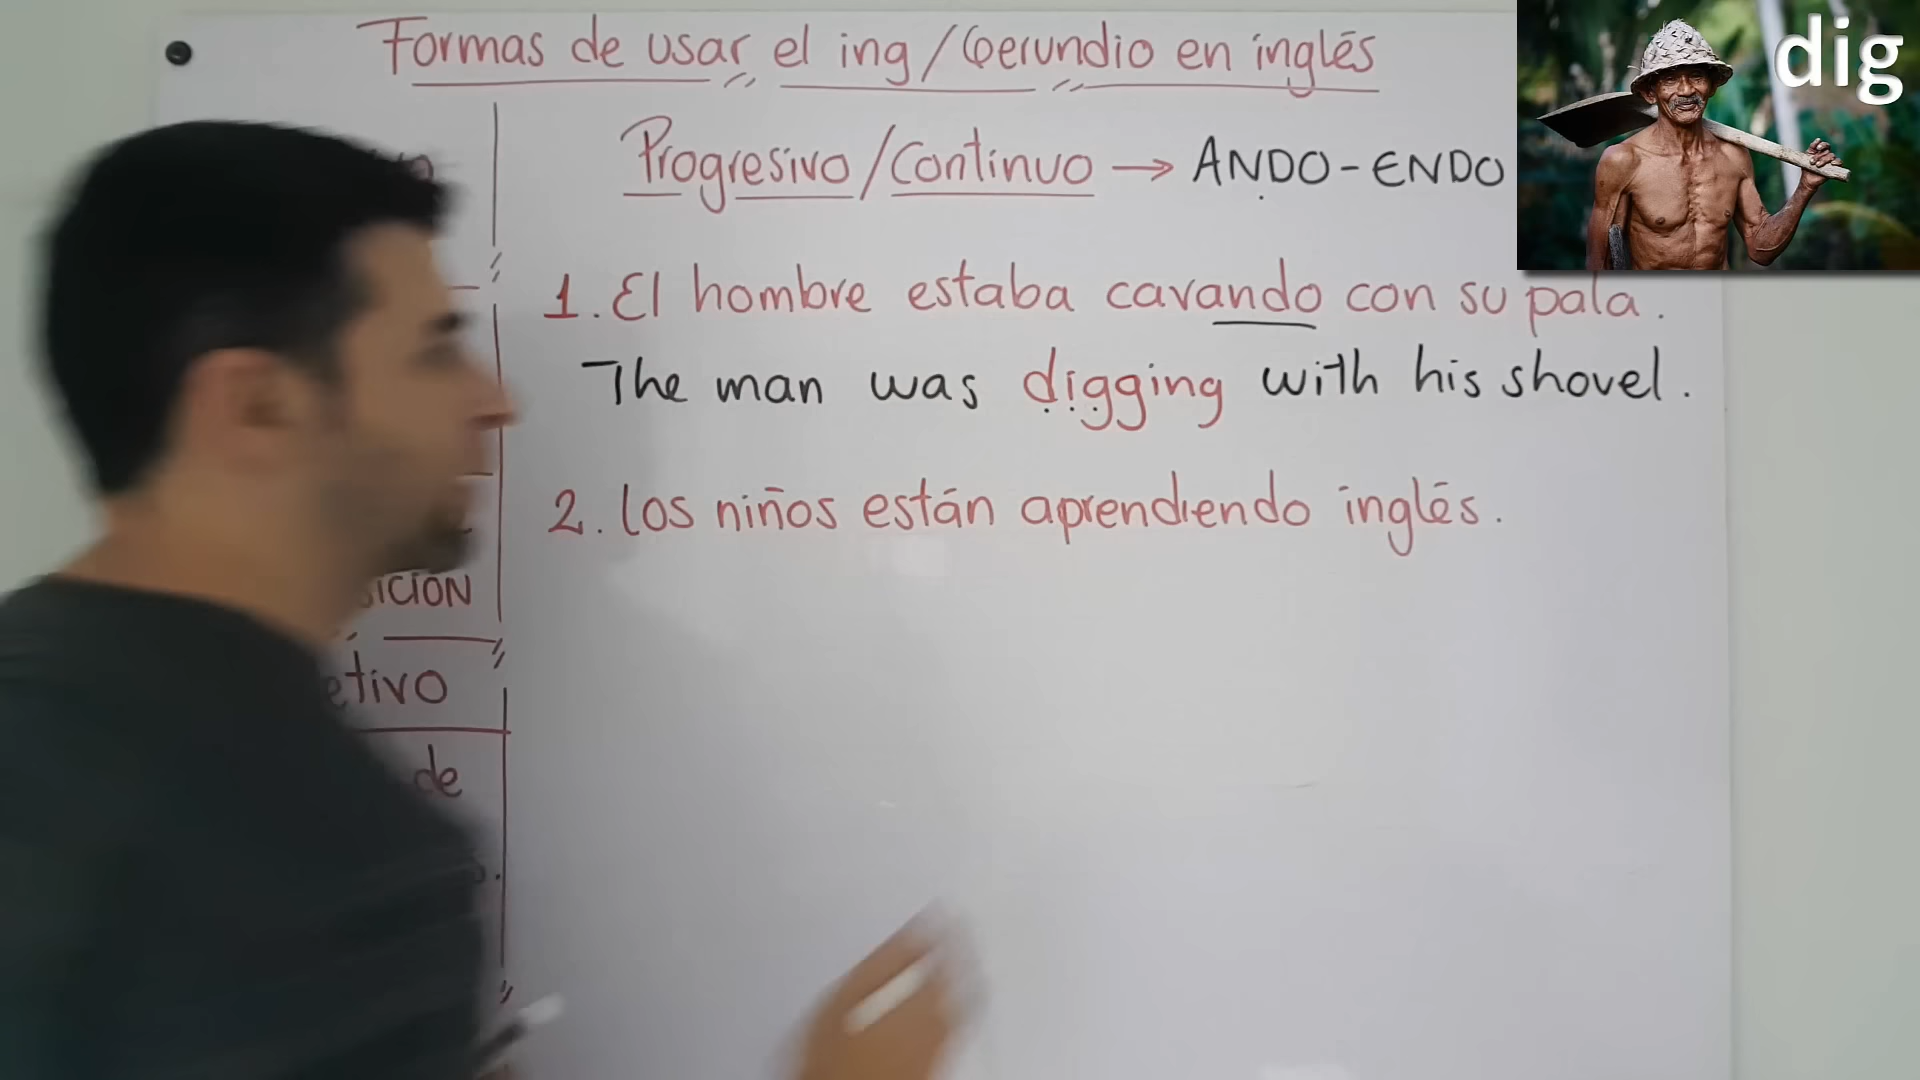 Formas de usar el ing / Gerundio en inglés
dig
Progresivo / Continuo → ANDO - ENDO
1. El hombre estaba cavando con su pala.
The man was digging with his shovel.
2. Los niños están aprendiendo inglés.
de